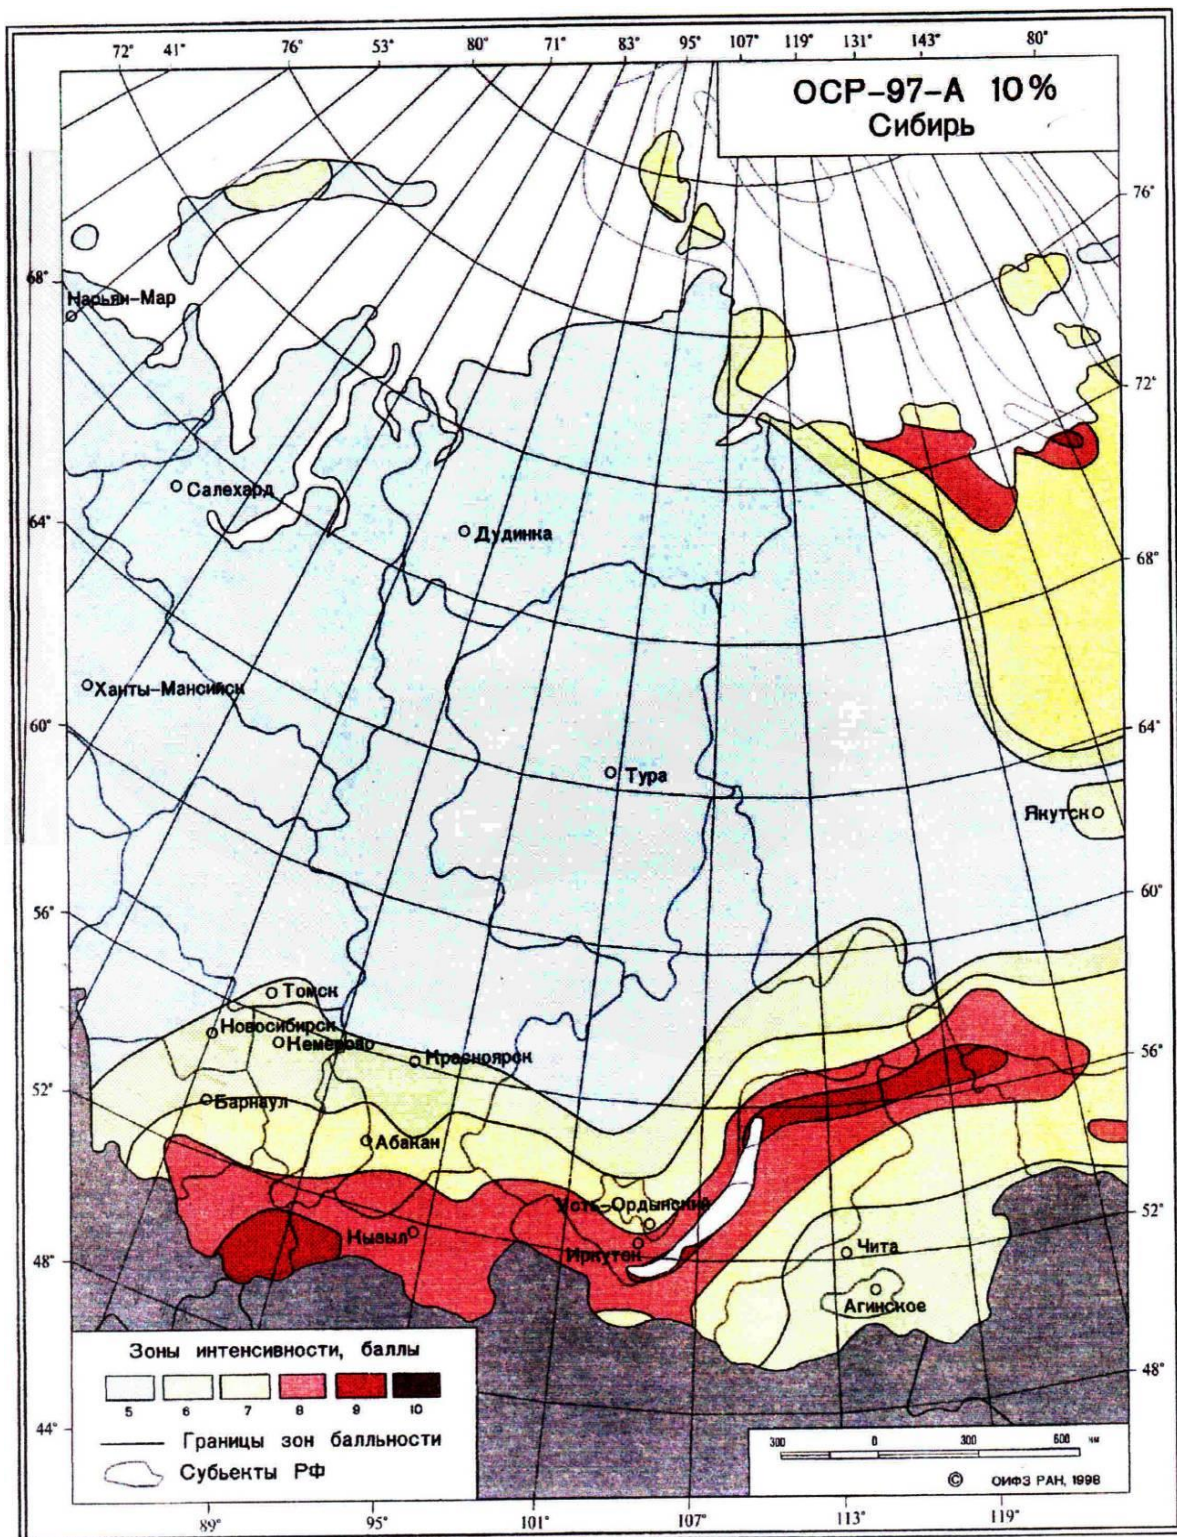 72° 41° 76° 53° 80° 71° 83° 95° 107° 119° 131° 143° 80°
ОСР-97-А 10%
Сибирь
76°
68°
Нарьян-Мар
72°
Салехард
64°
Дудинка
68°
Ханты-Мансийск
60°
64°
Тура
Якутск
60°
56°
Томск
Новосибирск
Кемерово
Красноярск
56°
52°
Барнаул
Абакан
Усть-Ордынский
52°
Кызыл
Иркутск
Чита
48°
Агинское
Зоны интенсивности, баллы
5 6 7 8 9 10
48°
44°
Границы зон балльности
Субьекты РФ
300 0 300 600 км
© ОИФЗ РАН, 1998
89° 95° 101° 107° 113° 119°